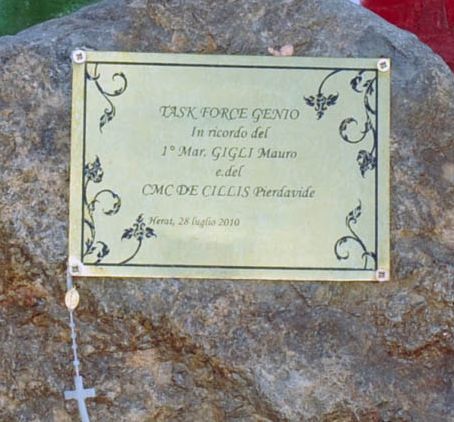 TASK FORCE GENIO
In ricordo del
1° Mar. GIGLI Mauro
e.del
CMC DE CILLIS Pierdavide
Herat, 28 luglio 2010